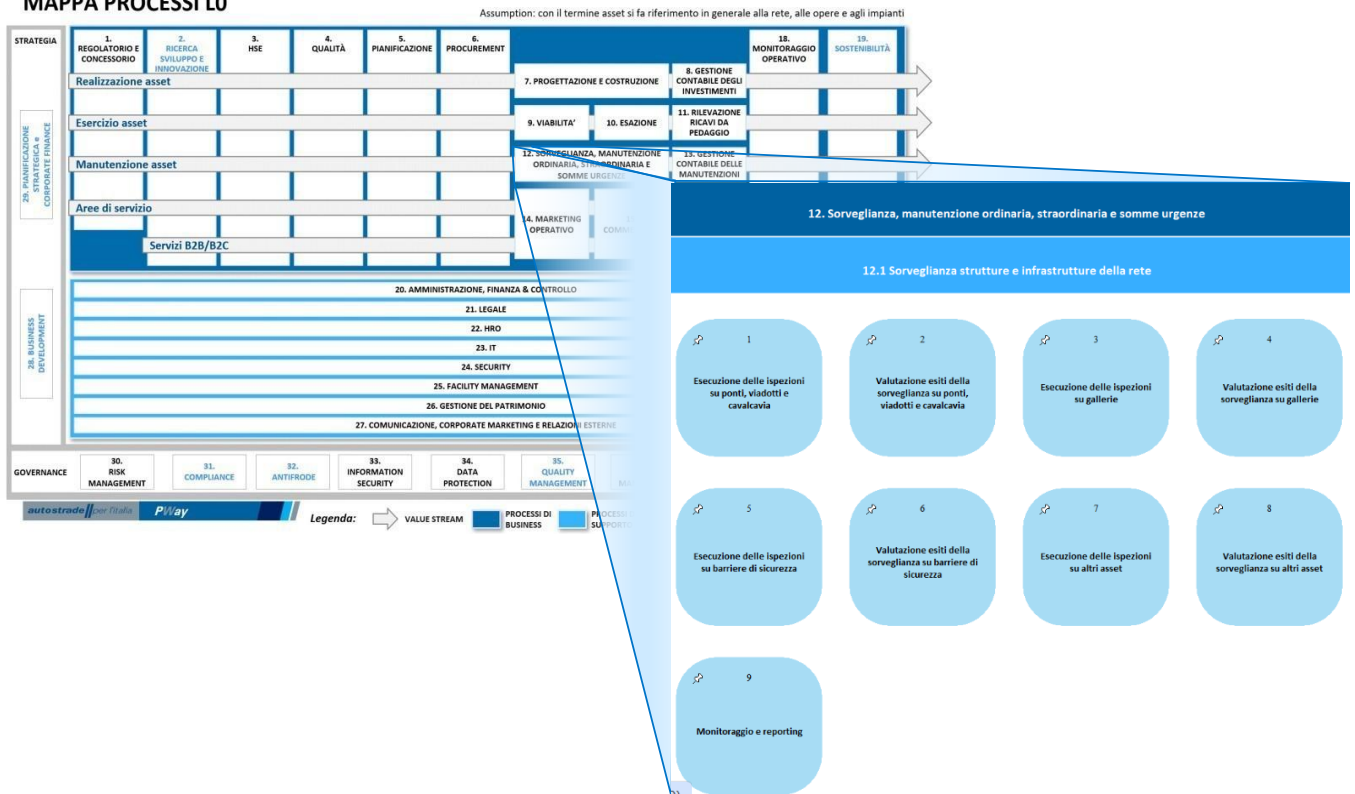 MAPPA PROCESSI L0
Assumption: con il termine asset si fa riferimento in generale alla rete, alle opere e agli impianti
STRATEGIA
1.
REGOLATORIO E
CONCESSORIO
2.
RICERCA
SVILUPPO E
INNOVAZIONE
3.
HSE
4.
QUALITÀ
5.
PIANIFICAZIONE
6.
PROCUREMENT
18.
MONITORAGGIO
OPERATIVO
19.
SOSTENIBILITÀ
Realizzazione asset
7. PROGETTAZIONE E COSTRUZIONE
8. GESTIONE
CONTABILE DEGLI
INVESTIMENTI
Esercizio asset
9. VIABILITA'
10. ESAZIONE
11. RILEVAZIONE
RICAVI DA
PEDAGGIO
Manutenzione asset
12. SORVEGLIANZA, MANUTENZIONE
ORDINARIA, STRAORDINARIA E
SOMME URGENZE
13. GESTIONE
CONTABILE DELLE
MANUTENZIONI
Aree di servizio
14. MARKETING
OPERATIVO
Servizi B2B/B2C
29. PIANIFICAZIONE
STRATEGICA e
CORPORATE FINANCE
28. BUSINESS
DEVELOPMENT
20. AMMINISTRAZIONE, FINANZA & CONTROLLO
21. LEGALE
22. HRO
23. IT
24. SECURITY
25. FACILITY MANAGEMENT
26. GESTIONE DEL PATRIMONIO
27. COMUNICAZIONE, CORPORATE MARKETING E RELAZIONI ESTERNE
GOVERNANCE
30.
RISK
MANAGEMENT
31.
COMPLIANCE
32.
ANTIFRODE
33.
INFORMATION
SECURITY
34.
DATA
PROTECTION
35.
QUALITY
MANAGEMENT
autostrade per l'italia
PWay
Legenda:
VALUE STREAM
PROCESSI DI
BUSINESS
12. Sorveglianza, manutenzione ordinaria, straordinaria e somme urgenze
12.1 Sorveglianza strutture e infrastrutture della rete
1
Esecuzione delle ispezioni
su ponti, viadotti e
cavalcavia
2
Valutazione esiti della
sorveglianza su ponti,
viadotti e cavalcavia
3
Esecuzione delle ispezioni
su gallerie
4
Valutazione esiti della
sorveglianza su gallerie
5
Esecuzione delle ispezioni
su barriere di sicurezza
6
Valutazione esiti della
sorveglianza su barriere di
sicurezza
7
Esecuzione delle ispezioni
su altri asset
8
Valutazione esiti della
sorveglianza su altri asset
9
Monitoraggio e reporting